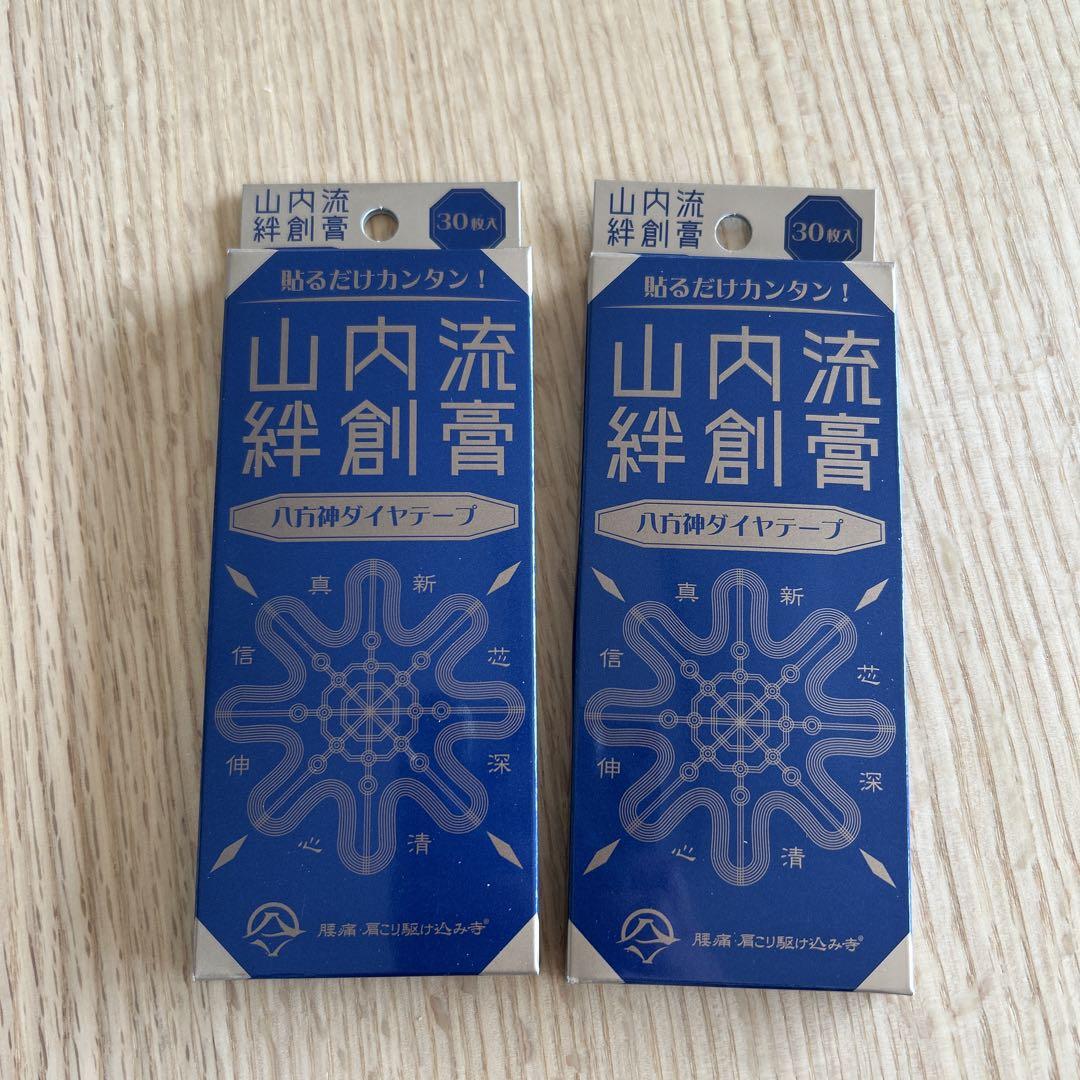 山内流
絆創膏
30枚入
貼るだけカンタン！
山内流
絆創膏
八方神ダイヤテープ
真
新
信
芯
伸
深
心
清
腰痛・肩こり駆け込み寺®
山内流
絆創膏
30枚入
貼るだけカンタン！
山内流
絆創膏
八方神ダイヤテープ
真
新
信
芯
伸
深
心
清
腰痛・肩こり駆け込み寺®